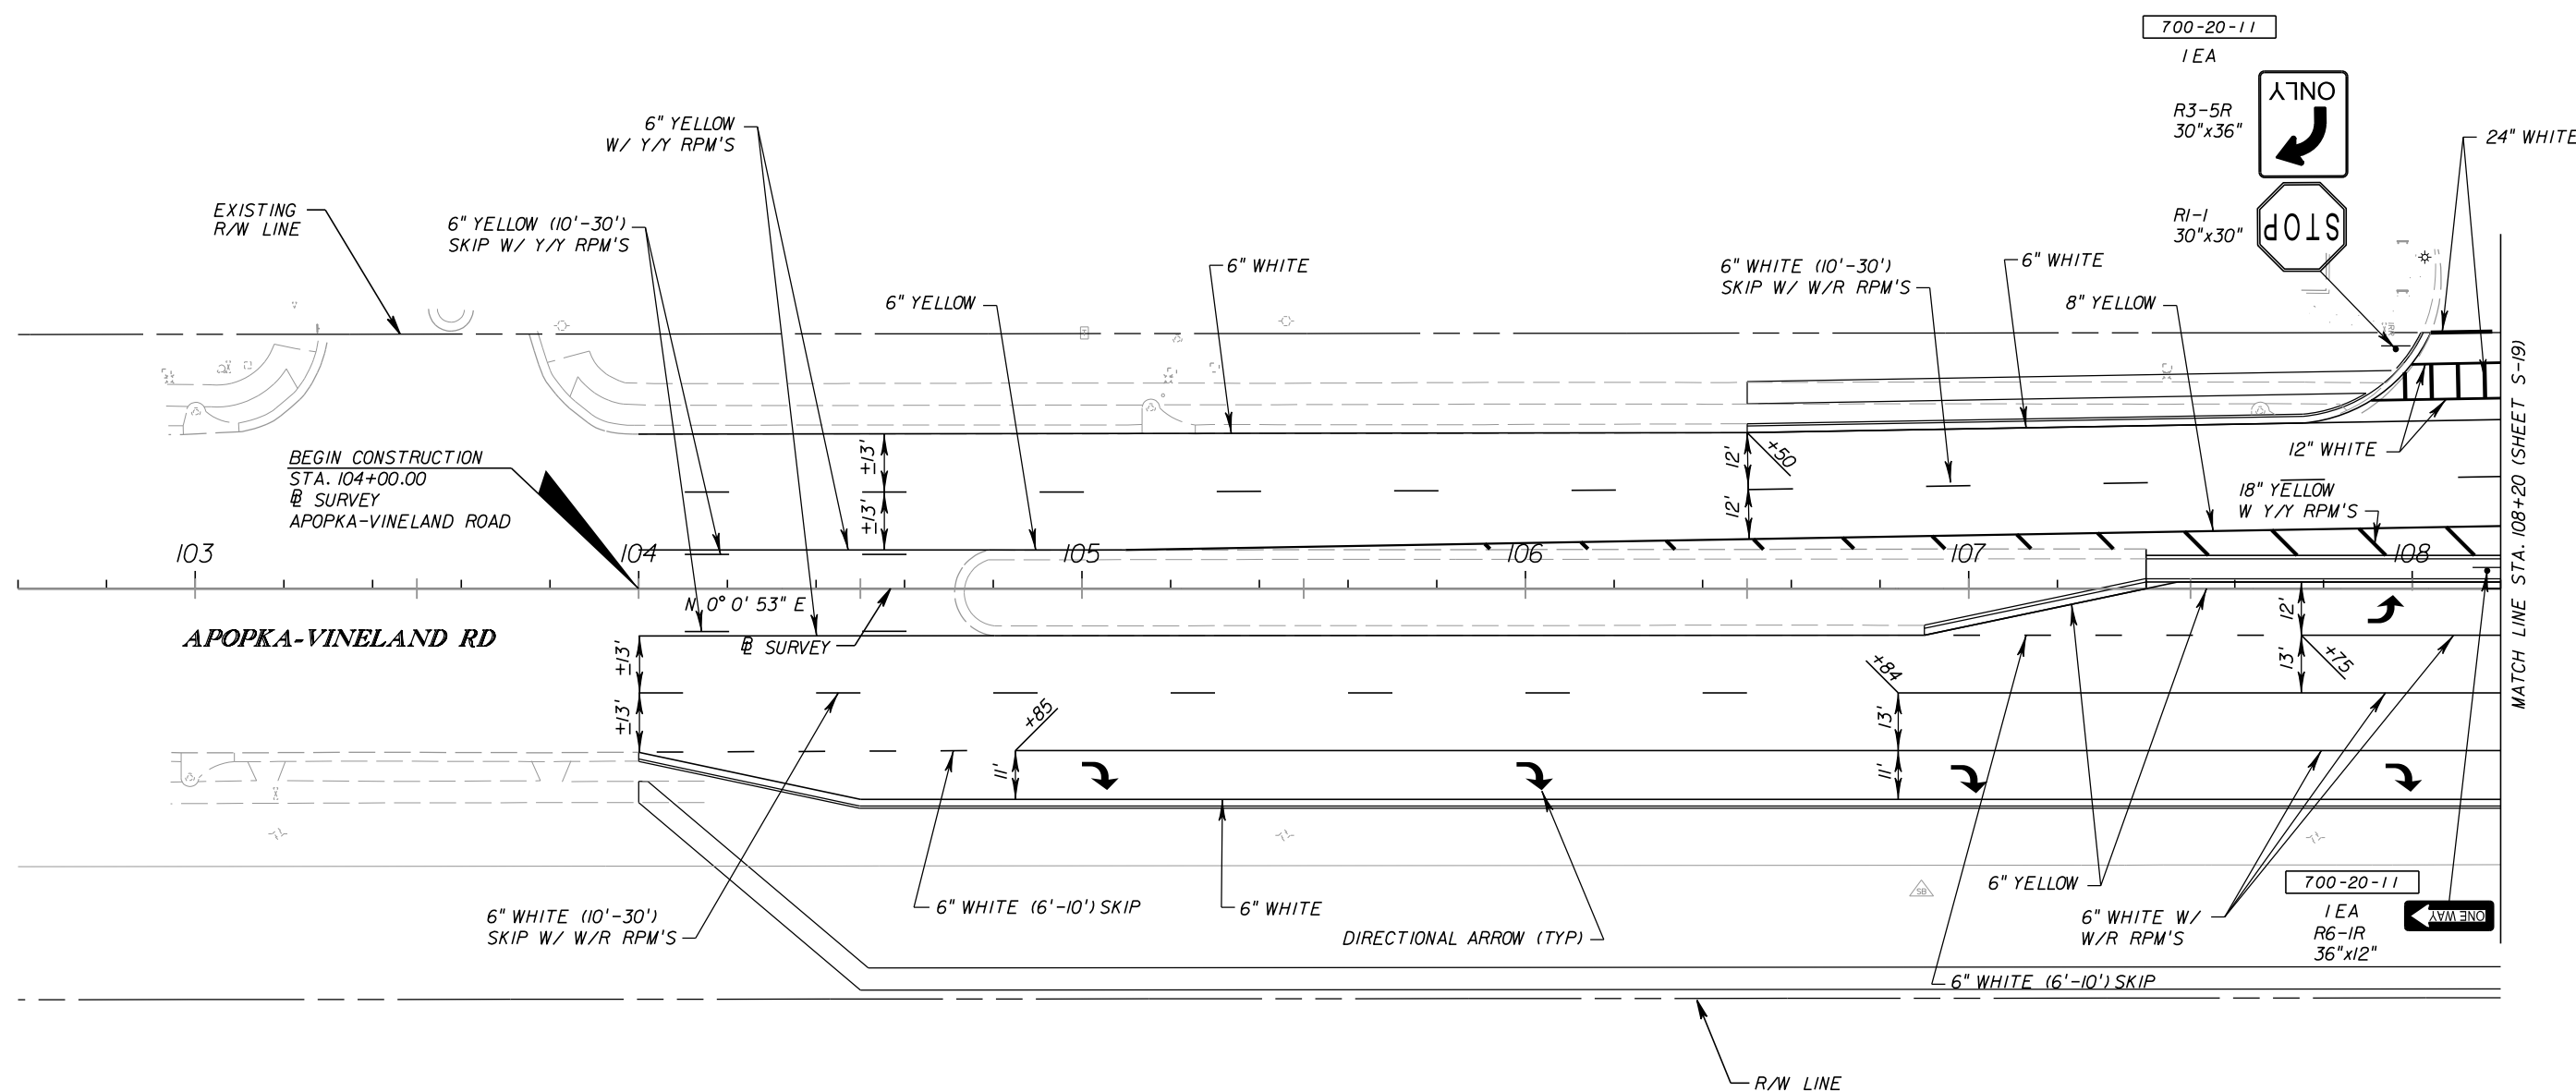 700-20-11
1 EA
ONLY
R3-5R
30"x36"
24" WHITE
6" YELLOW
W/ Y/Y RPM'S
EXISTING
R/W LINE
6" YELLOW (10'-30')
SKIP W/ Y/Y RPM'S
R1-1
30"x30"
STOP
6" WHITE
6" WHITE (10'-30')
SKIP W/ W/R RPM'S
6" WHITE
6" YELLOW
8" YELLOW
±13'
±13'
12'
12'
+50
12" WHITE
18" YELLOW
W Y/Y RPM'S
BEGIN CONSTRUCTION
STA. 104+00.00
BL SURVEY
APOPKA-VINELAND ROAD
103
104
105
106
107
108
N 0° 0' 53" E
APOPKA-VINELAND RD
BL SURVEY
MATCH LINE STA. 108+20 (SHEET S-19)
±13'
±13'
+85
11'
+84
13'
11'
12'
13'
+75
SB
6" WHITE (10'-30')
SKIP W/ W/R RPM'S
6" WHITE (6'-10') SKIP
6" WHITE
DIRECTIONAL ARROW (TYP)
6" YELLOW
6" WHITE W/
W/R RPM'S
6" WHITE (6'-10') SKIP
700-20-11
1 EA
R6-1R
36"x12"
ONE WAY
R/W LINE